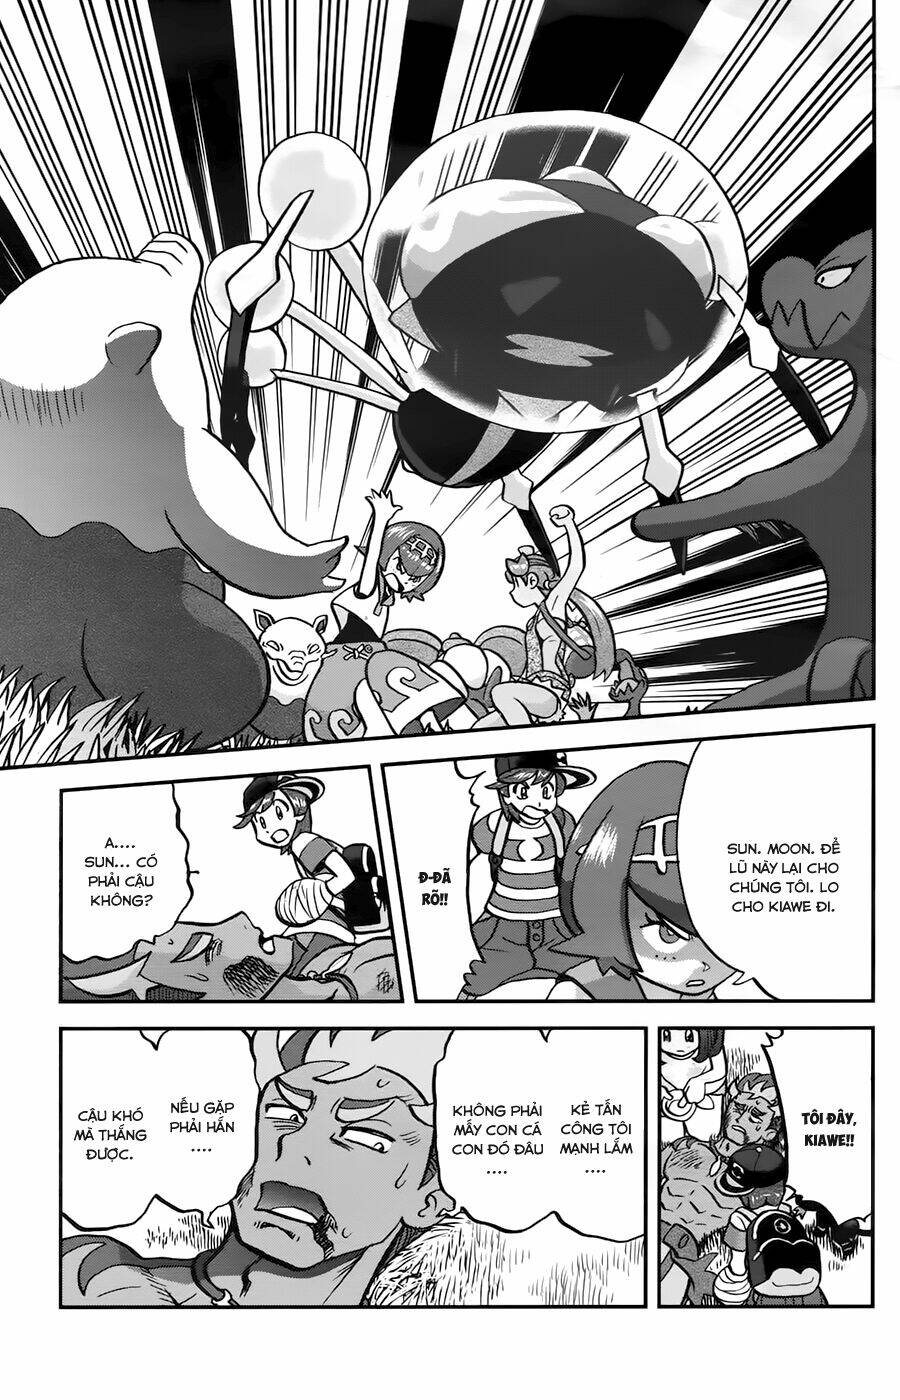 SUN. MOON. ĐỂ
LŨ NÀY LẠI CHO
CHÚNG TÔI. LO
CHO KIAWE ĐI.
Đ-ĐÃ
RÕ!!
A....
SUN... CÓ
PHẢI CẬU
KHÔNG?
TÔI ĐÂY,
KIAWE!!
KẺ TẤN
CÔNG TÔI
MẠNH LẮM
....
KHÔNG PHẢI
MẤY CON CÁ
CON ĐÓ ĐÂU
....
NẾU GẶP
PHẢI HẮN
....
CẬU KHÓ
MÀ THẮNG
ĐƯỢC.